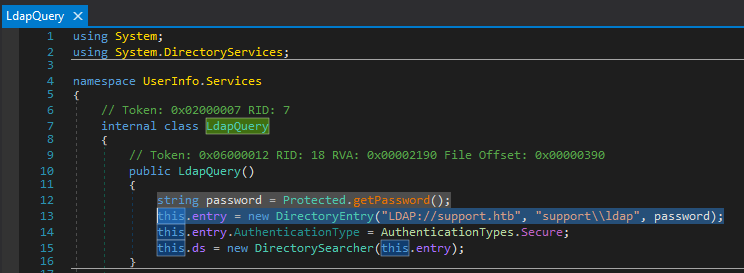 LdapQuery ×
1 using System;
2 using System.DirectoryServices;
3
4 namespace UserInfo.Services
5 {
6 // Token: 0x02000007 RID: 7
7 internal class LdapQuery
8 {
9 // Token: 0x06000012 RID: 18 RVA: 0x00002190 File Offset: 0x00000390
10 public LdapQuery()
11 {
12 string password = Protected.getPassword();
13 this.entry = new DirectoryEntry("LDAP://support.htb", "support\\ldap", password);
14 this.entry.AuthenticationType = AuthenticationTypes.Secure;
15 this.ds = new DirectorySearcher(this.entry);
16 }
17